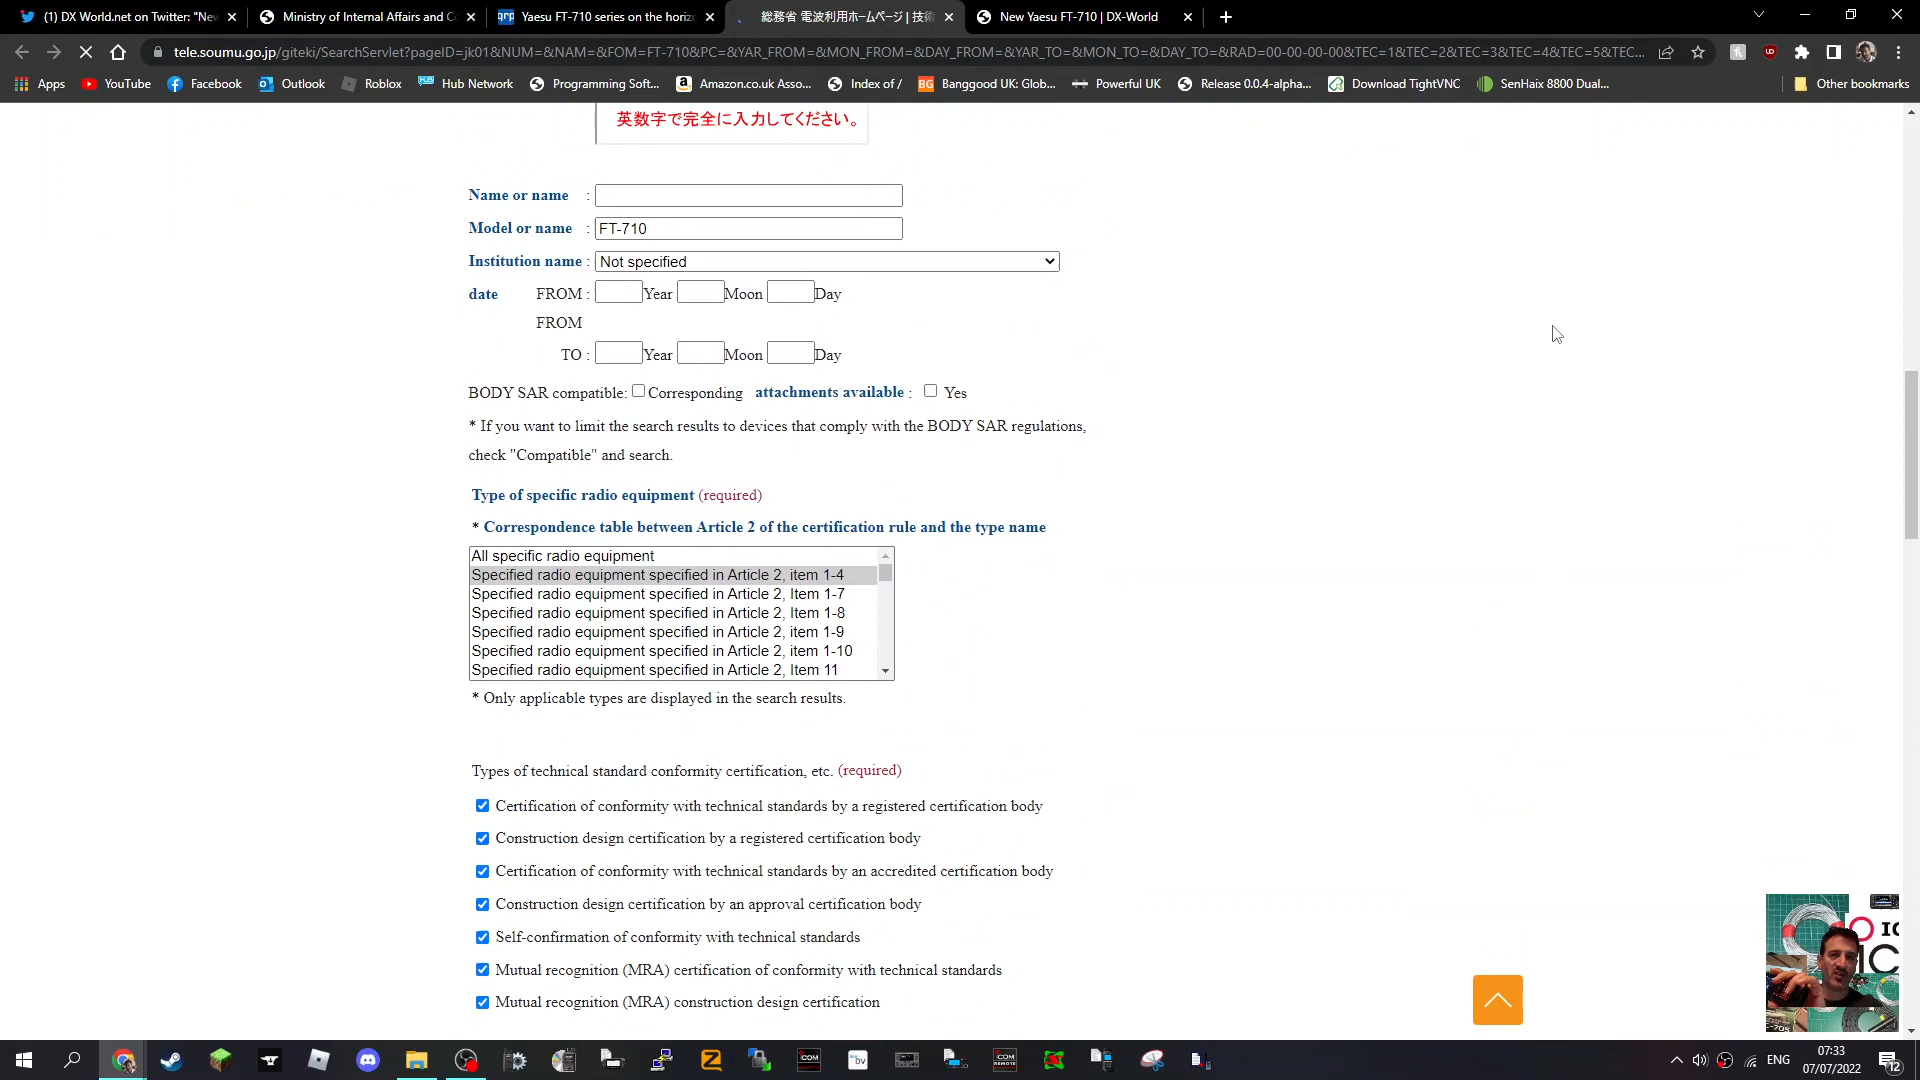 (1) DX World.net on Twitter: "Nev
Ministry of Internal Affairs and Co
qrp Yaesu FT-710 series on the horizo
総務省 電波利用ホームページ | 技術
New Yaesu FT-710 | DX-World
tele.soumu.go.jp/giteki/SearchServlet?pageID=jk01&NUM=&NAM=&FOM=FT-710&PC=&YAR_FROM=&MON_FROM=&DAY_FROM=&YAR_TO=&MON_TO=&DAY_TO=&RAD=00-00-00-00&TEC=1&TEC=2&TEC=3&TEC=4&TEC=5&TEC...
Apps YouTube Facebook Outlook Roblox Hub Network Programming Soft... Amazon.co.uk Asso... Index of / BG Banggood UK: Glob... Powerful UK Release 0.0.4-alpha... Download TightVNC SenHaix 8800 Dual... Other bookmarks
英数字で完全に入力してください。
Name or name :
Model or name : FT-710
Institution name : Not specified
date FROM : Year Moon Day
FROM
TO : Year Moon Day
BODY SAR compatible: Corresponding attachments available : Yes
* If you want to limit the search results to devices that comply with the BODY SAR regulations,
check "Compatible" and search.
Type of specific radio equipment (required)
* Correspondence table between Article 2 of the certification rule and the type name
All specific radio equipment
Specified radio equipment specified in Article 2, item 1-4
Specified radio equipment specified in Article 2, Item 1-7
Specified radio equipment specified in Article 2, Item 1-8
Specified radio equipment specified in Article 2, item 1-9
Specified radio equipment specified in Article 2, item 1-10
Specified radio equipment specified in Article 2, Item 11
* Only applicable types are displayed in the search results.
Types of technical standard conformity certification, etc. (required)
Certification of conformity with technical standards by a registered certification body
Construction design certification by a registered certification body
Certification of conformity with technical standards by an accredited certification body
Construction design certification by an approval certification body
Self-confirmation of conformity with technical standards
Mutual recognition (MRA) certification of conformity with technical standards
Mutual recognition (MRA) construction design certification
ENG
07:33
07/07/2022
12